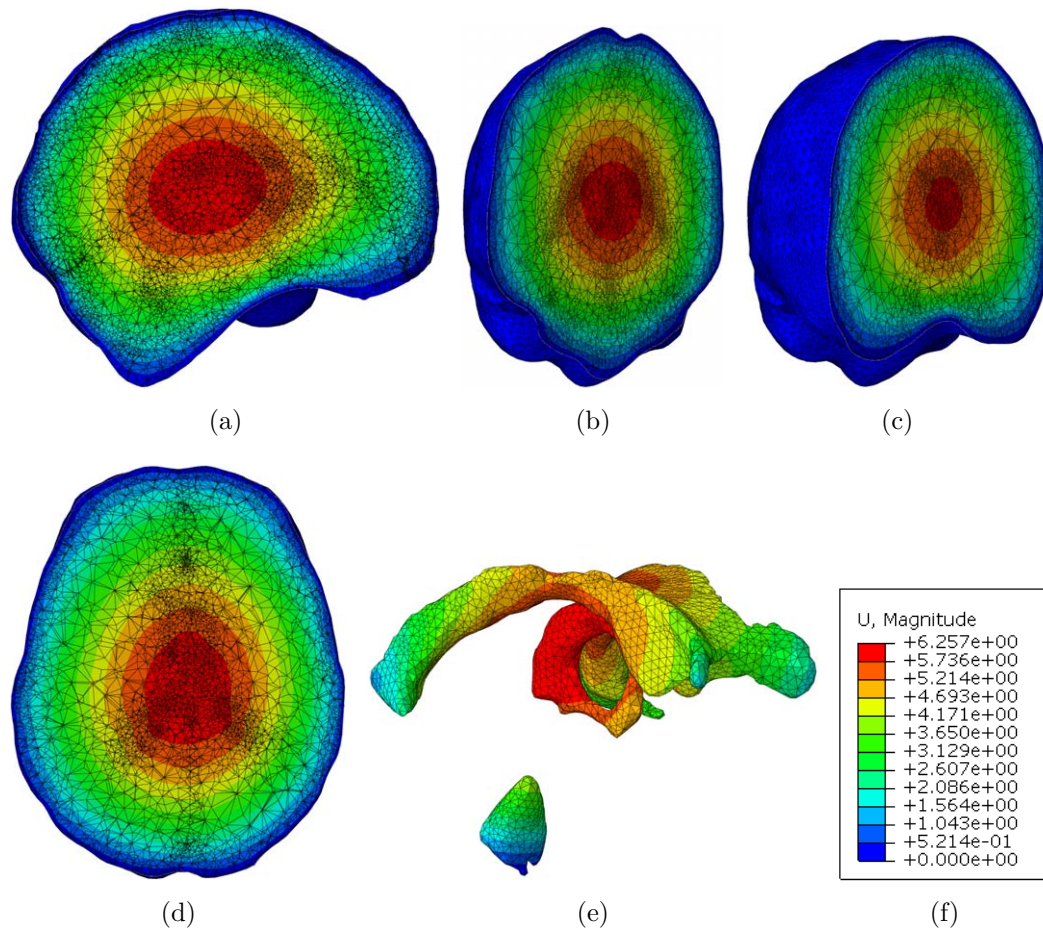 (a)
(b)
(c)
U, Magnitude
+6.257e+00
+5.736e+00
+5.214e+00
+4.693e+00
+4.171e+00
+3.650e+00
+3.129e+00
+2.607e+00
+2.086e+00
+1.564e+00
+1.043e+00
+5.214e-01
+0.000e+00
(d)
(e)
(f)